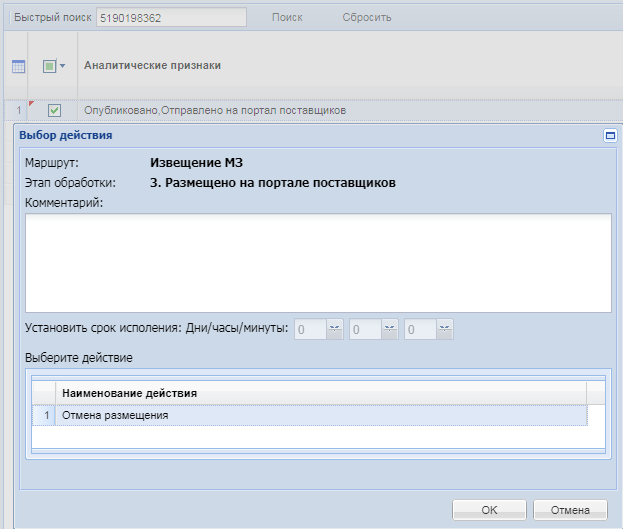 Быстрый поиск 5190198362 Поиск Сбросить
Аналитические признаки
1 Опубликовано,Отправлено на портал поставщиков
Выбор действия
Маршрут: Извещение МЗ
Этап обработки: 3. Размещено на портале поставщиков
Комментарий:
Установить срок исполения: Дни/часы/минуты: 0 0 0
Выберите действие
Наименование действия
1 Отмена размещения
OK Отмена